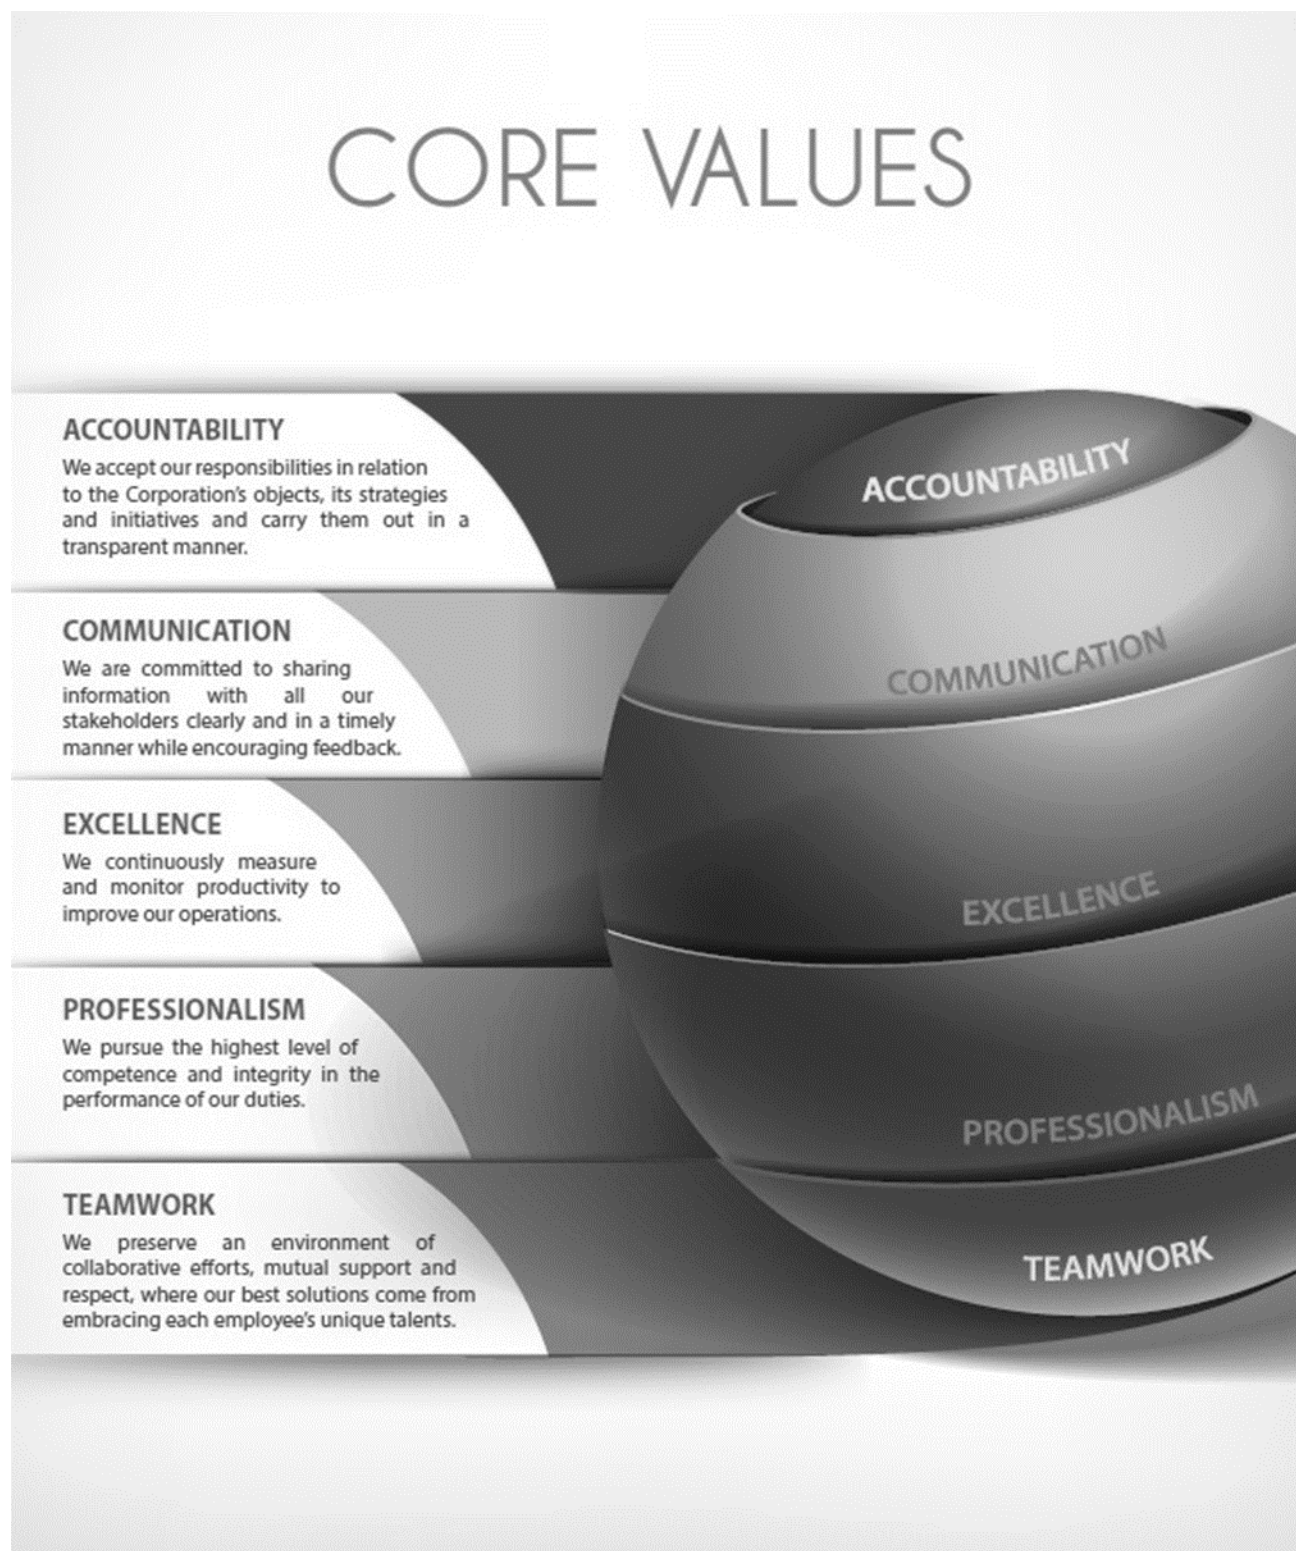 CORE VALUES
ACCOUNTABILITY
We accept our responsibilities in relation
to the Corporation's objects, its strategies
and initiatives and carry them out in a
transparent manner.
COMMUNICATION
We are committed to sharing
information with all our
stakeholders clearly and in a timely
manner while encouraging feedback.
EXCELLENCE
We continuously measure
and monitor productivity to
improve our operations.
PROFESSIONALISM
We pursue the highest level of
competence and integrity in the
performance of our duties.
TEAMWORK
We preserve an environment of
collaborative efforts, mutual support and
respect, where our best solutions come from
embracing each employee's unique talents.
ACCOUNTABILITY
COMMUNICATION
EXCELLENCE
PROFESSIONALISM
TEAMWORK